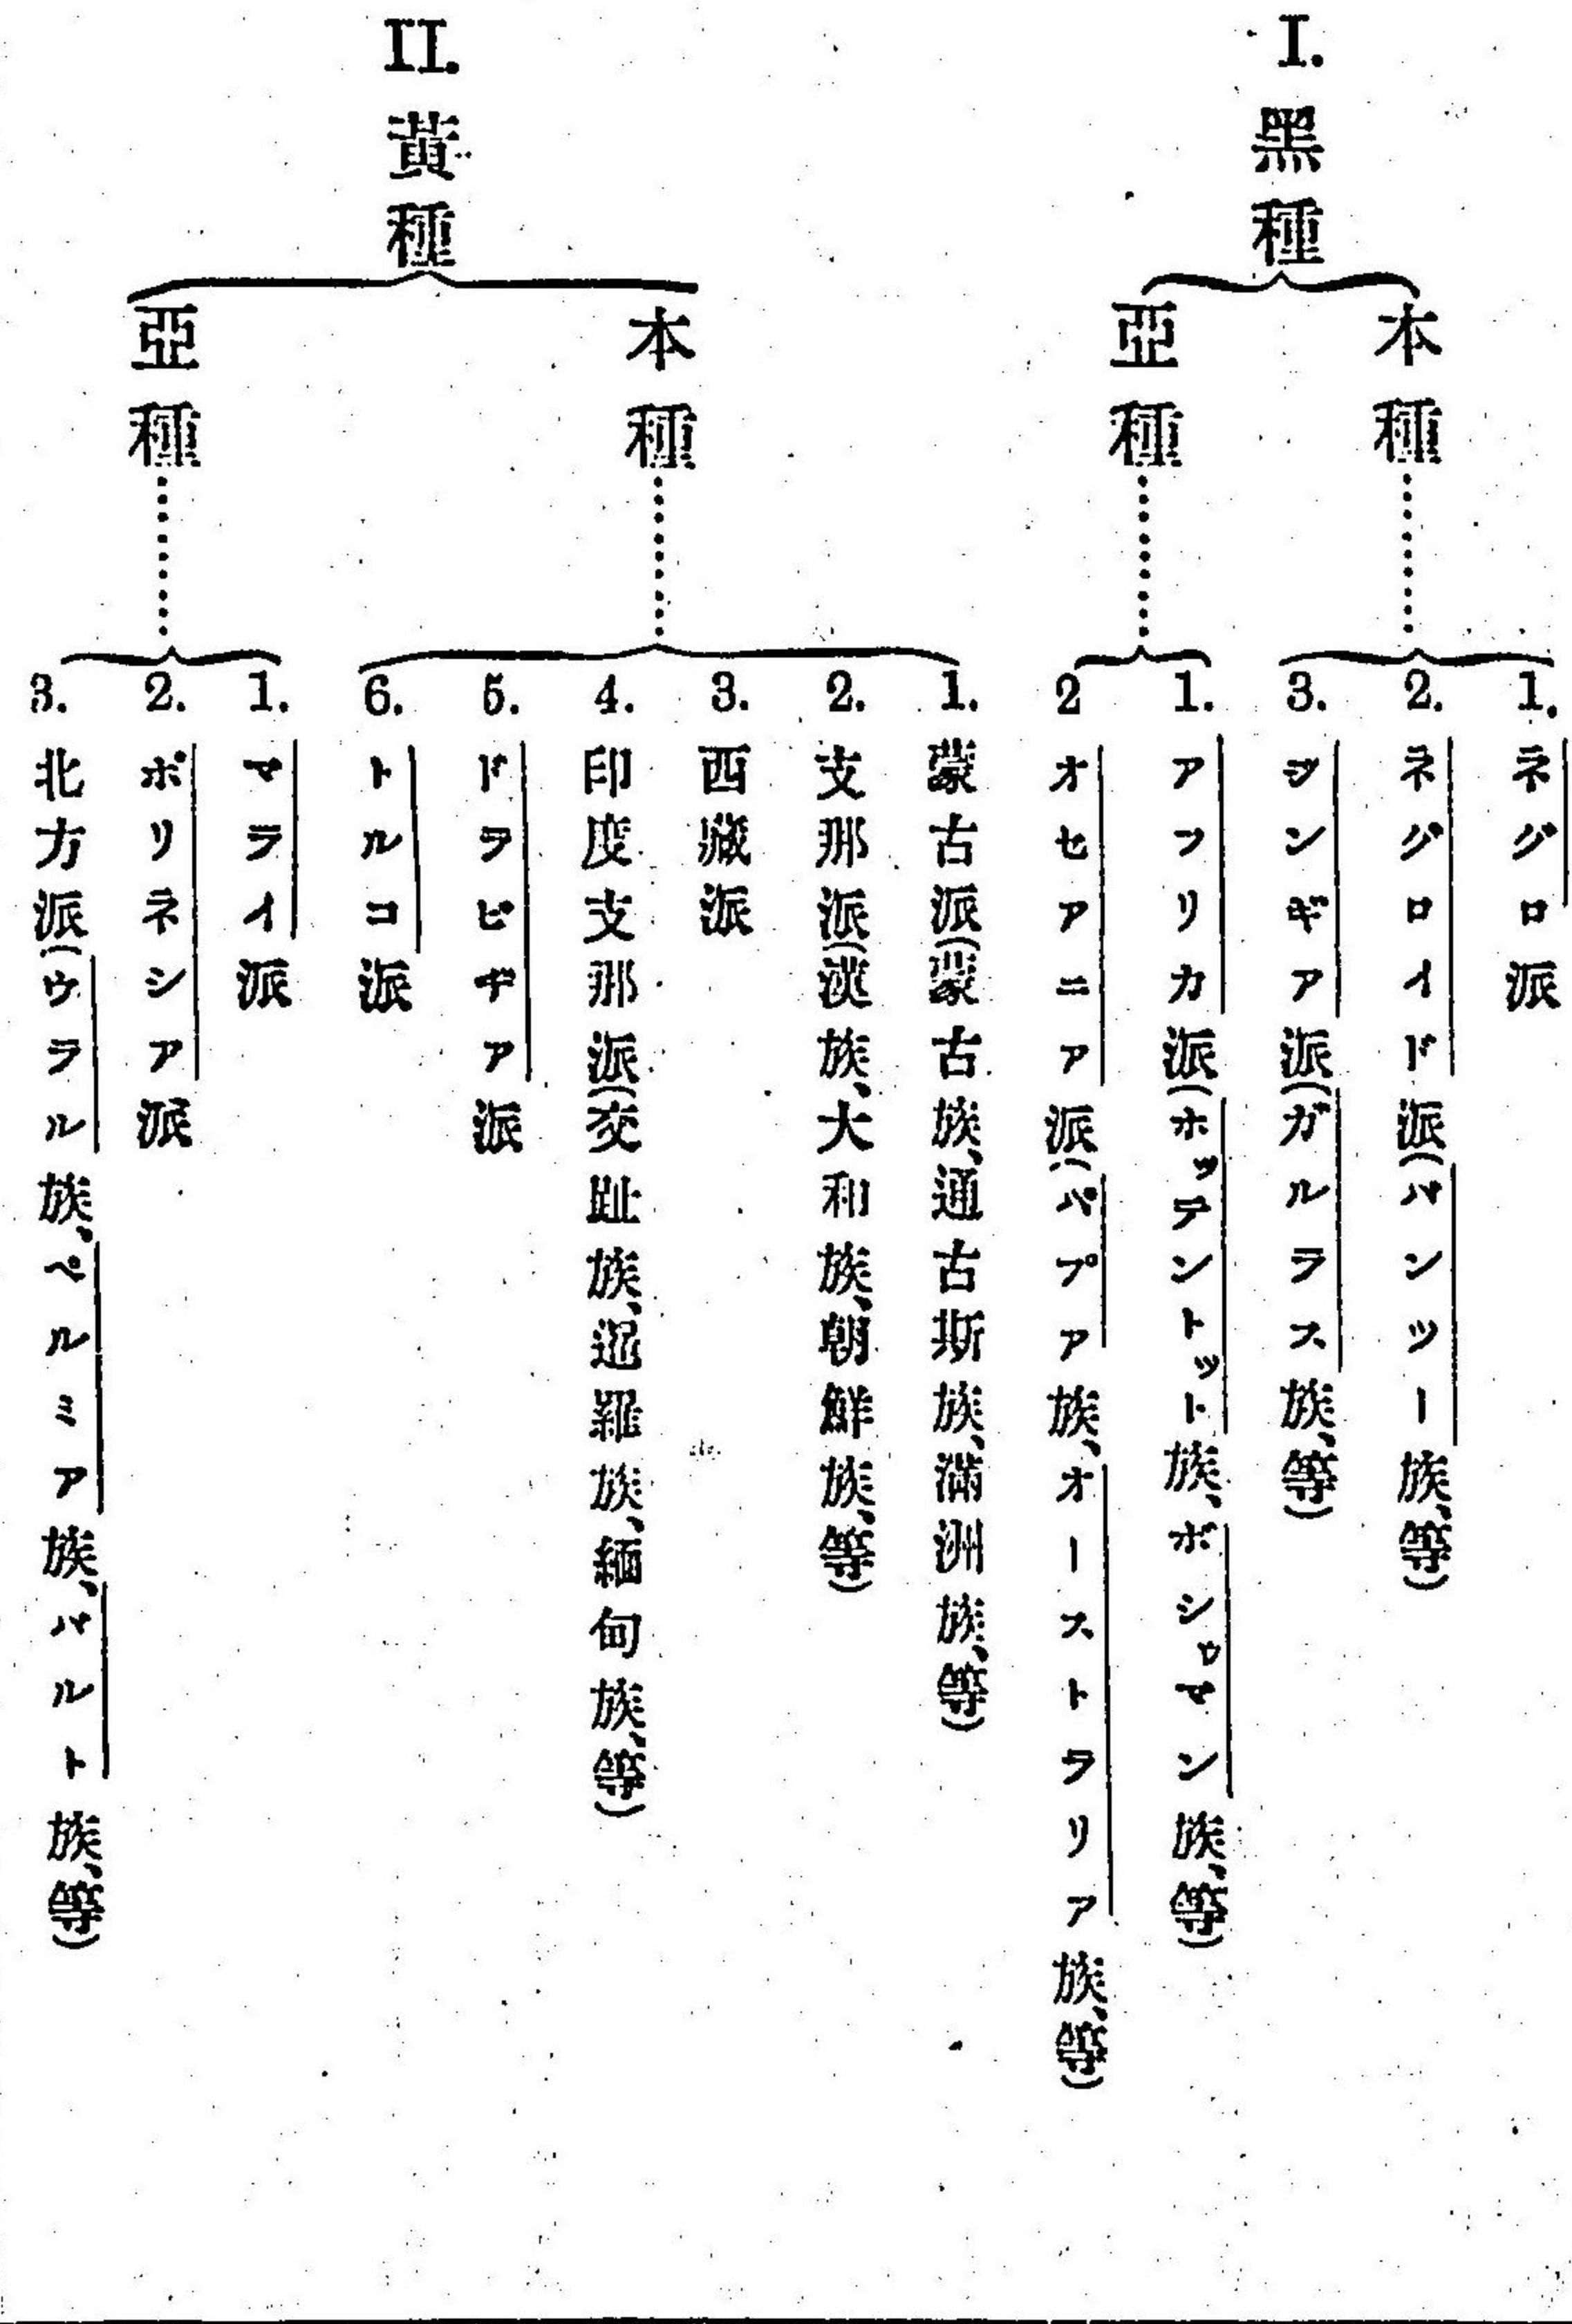 I. 黑種
本種
1. ネグロ派
2. ネグロイド派(バンツー族、等)
3. ヲンギア派(ガルラス族、等)
亞種
1. アフリカ派(ホッテントット族、ボシャマン族、等)
2 オセアニア派(パプア族、オーストラリア族、等)
II. 黃種
本種
1. 蒙古派(蒙古族、通古斯族、滿洲族、等)
2. 支那派(漢族、大和族、朝鮮族、等)
3. 西藏派
4. 印度支那派(交趾族、暹羅族、緬甸族、等)
5. ドラビヂア派
6. トルコ派
亞種
1. マライ派
2. ポリネシア派
3. 北方派(ウラル族、ペルミア族、バルト族、等)